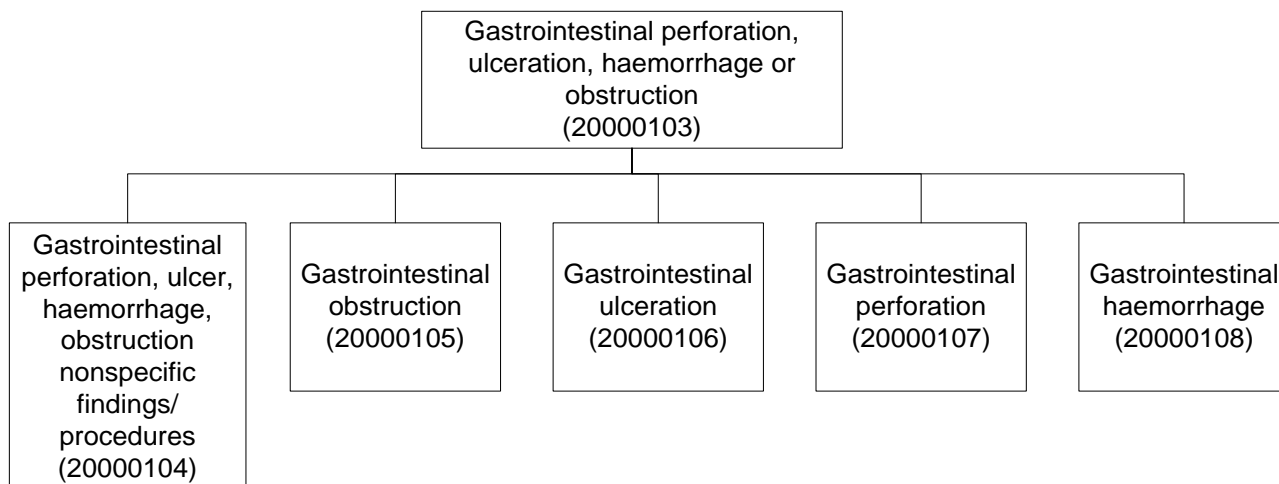 Gastrointestinal perforation,
ulceration, haemorrhage or
obstruction
(20000103)
Gastrointestinal
perforation, ulcer,
haemorrhage,
obstruction
nonspecific
findings/
procedures
(20000104)
Gastrointestinal
obstruction
(20000105)
Gastrointestinal
ulceration
(20000106)
Gastrointestinal
perforation
(20000107)
Gastrointestinal
haemorrhage
(20000108)